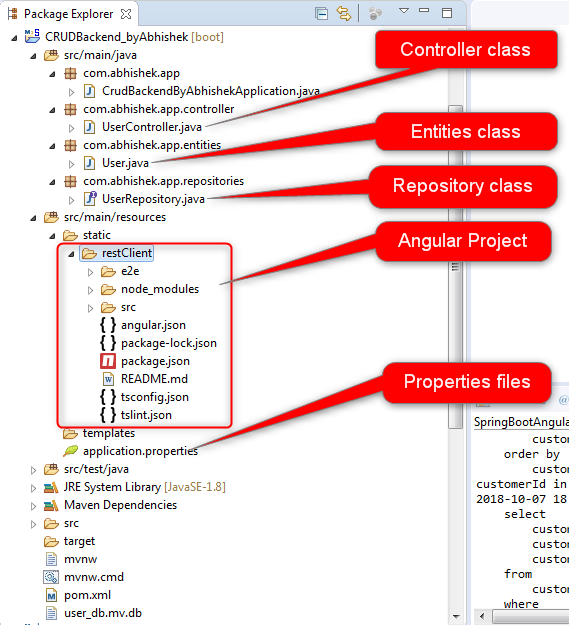 Package Explorer
CRUDBackend_byAbhishek [boot]
src/main/java
com.abhishek.app
CrudBackendByAbhishekApplication.java
com.abhishek.app.controller
UserController.java
com.abhishek.app.entities
User.java
com.abhishek.app.repositories
UserRepository.java
src/main/resources
static
restClient
e2e
node_modules
src
angular.json
package-lock.json
package.json
README.md
tsconfig.json
tslint.json
templates
application.properties
src/test/java
JRE System Library [JavaSE-1.8]
Maven Dependencies
src
target
mvnw
mvnw.cmd
pom.xml
user_db.mv.db
Controller class
Entities class
Repository class
Angular Project
Properties files
@
SpringBootAngula
custo
order by
custo
customerId in
2018-10-07 18
select
custo
custo
custo
from
custo
where